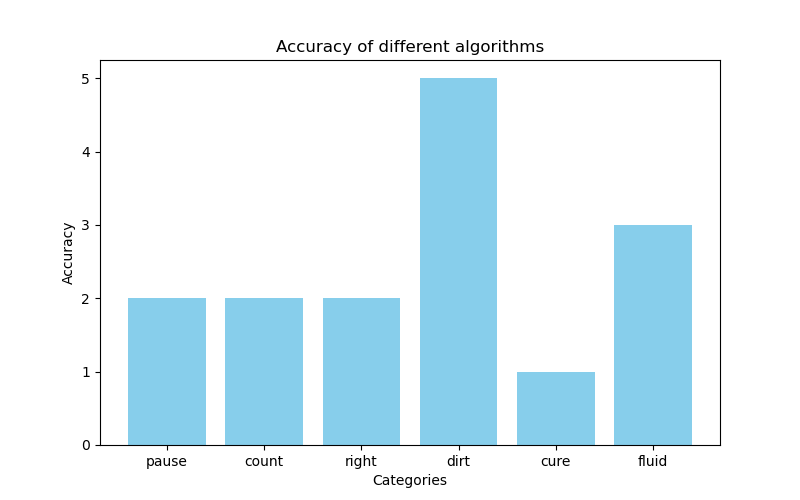 Accuracy of different algorithms
5
4
3
2
1
0
Accuracy
pause count right dirt cure fluid
Categories